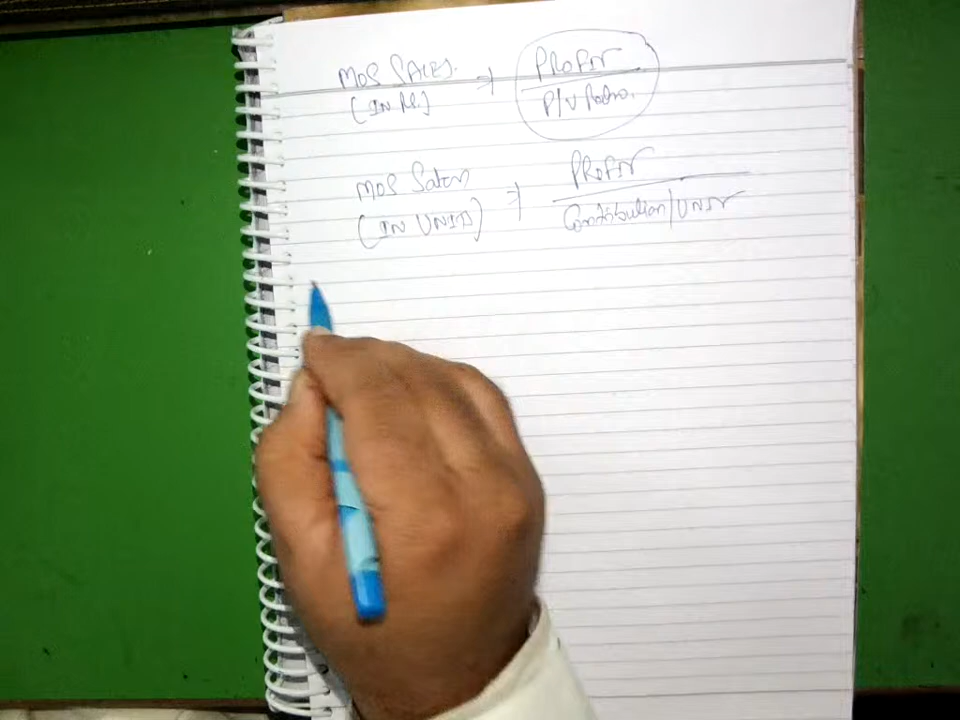 MOS SALES. → PROFIT
(IN RS.) P/V Ratio.
MOS Sales → PROFIT
(IN UNITS) Contribution/UNIT